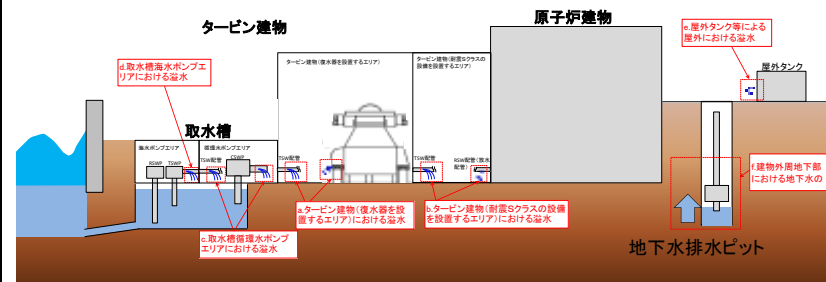 原子炉建物
タービン建物
e.屋外タンク等による
屋外における溢水
屋外タンク
d.取水槽海水ポンプエ
リアにおける溢水
タービン建物(復水器を設置するエリア)
タービン建物(耐震Sクラスの
設備を設置するエリア)
取水槽
海水ポンプエリア
循環水ポンプエリア
RSWP
TSWP
TSW配管
CSWP
TSW配管
TSW配管
RSW配管(放水
配管)
f.建物外周地下部
における地下水の
a.タービン建物(復水器を設
置するエリア)における溢水
b.タービン建物(耐震Sクラスの設備
を設置するエリア)における溢水
c.取水槽循環水ポンプ
エリアにおける溢水
地下水排水ピット